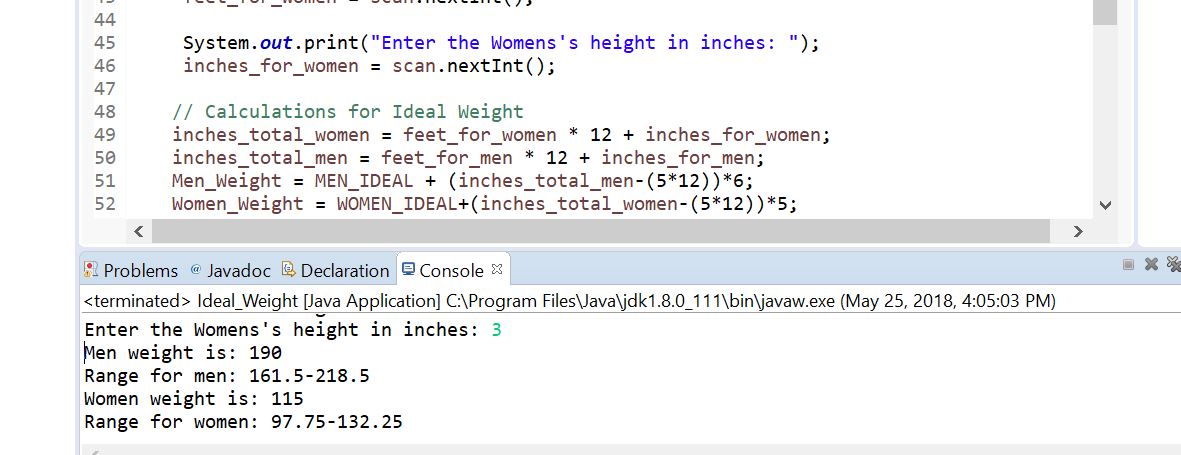 43 feet_for_women = scan.nextInt();
44
45 System.out.print("Enter the Womens's height in inches: ");
46 inches_for_women = scan.nextInt();
47
48 // Calculations for Ideal Weight
49 inches_total_women = feet_for_women * 12 + inches_for_women;
50 inches_total_men = feet_for_men * 12 + inches_for_men;
51 Men_Weight = MEN_IDEAL + (inches_total_men-(5*12))*6;
52 Women_Weight = WOMEN_IDEAL+(inches_total_women-(5*12))*5;
Problems @ Javadoc Declaration Console
<terminated> Ideal_Weight [Java Application] C:\Program Files\Java\jdk1.8.0_111\bin\javaw.exe (May 25, 2018, 4:05:03 PM)
Enter the Womens's height in inches: 3
Men weight is: 190
Range for men: 161.5-218.5
Women weight is: 115
Range for women: 97.75-132.25